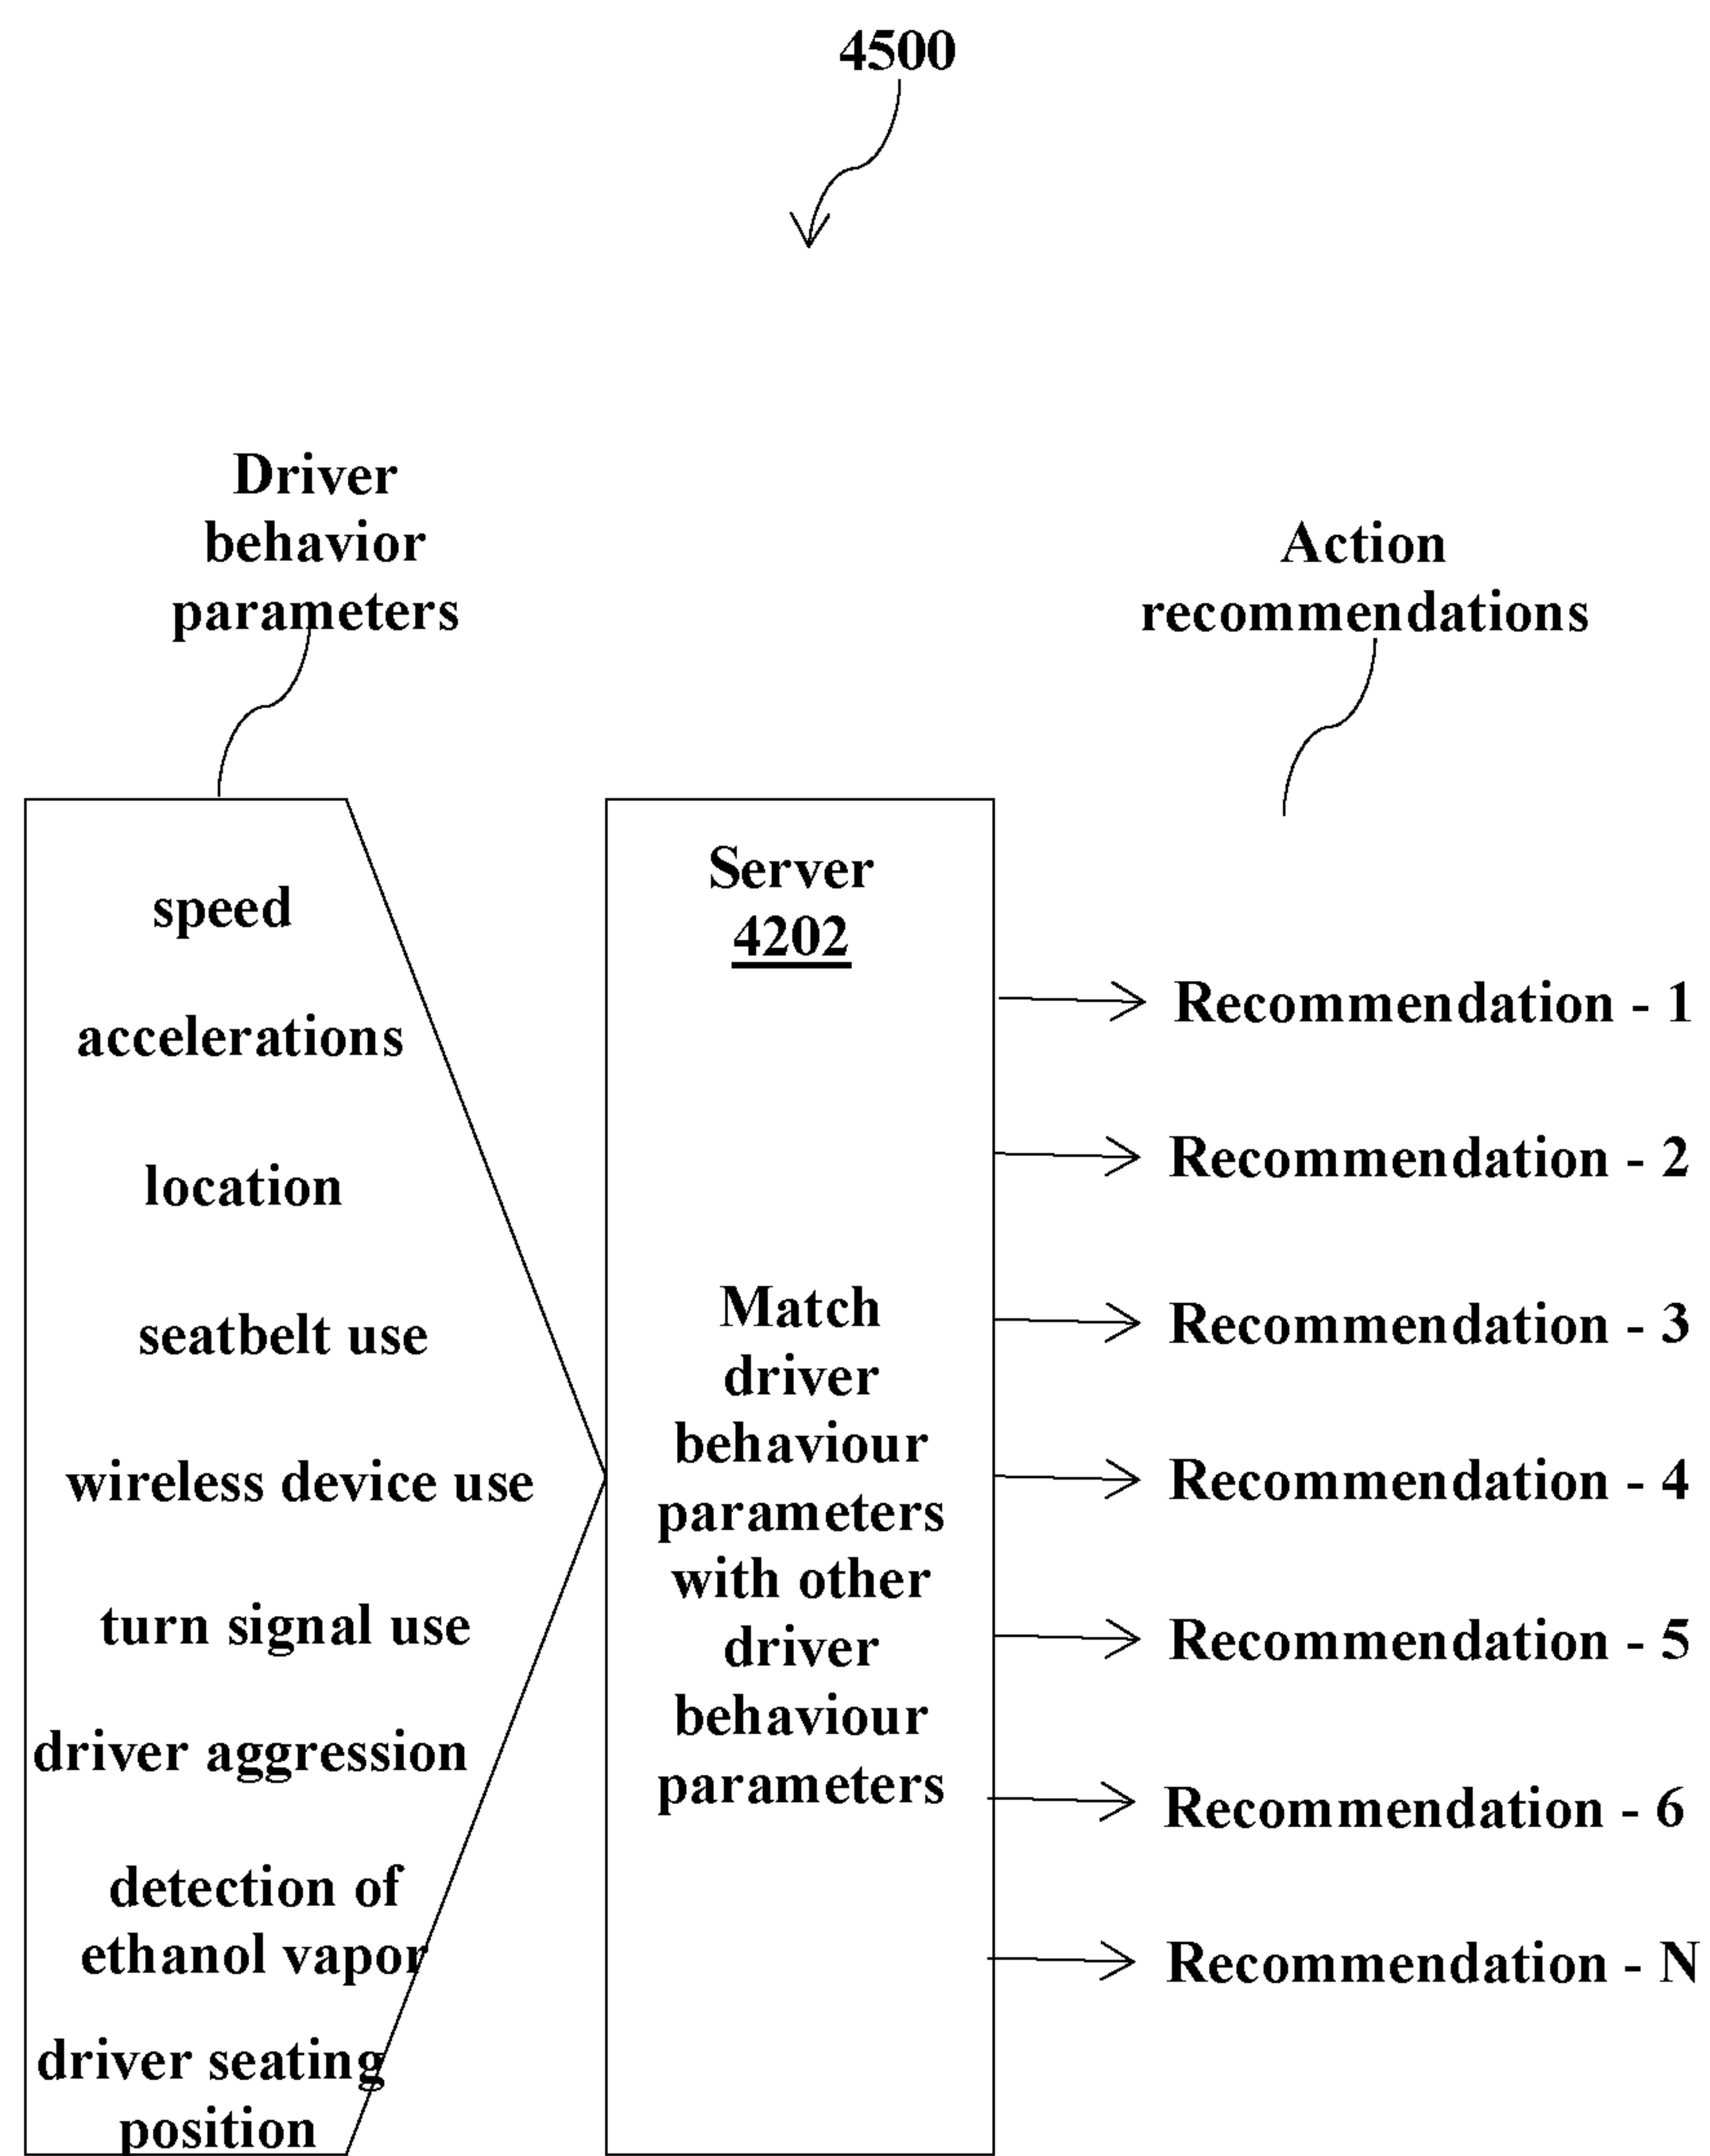 4500
Driver
behavior
parameters
Action
recommendations
speed
accelerations
location
seatbelt use
wireless device use
turn signal use
driver aggression
detection of
ethanol vapor
driver seating
position
Server
4202
Match
driver
behaviour
parameters
with other
driver
behaviour
parameters
Recommendation - 1
Recommendation - 2
Recommendation - 3
Recommendation - 4
Recommendation - 5
Recommendation - 6
Recommendation - N